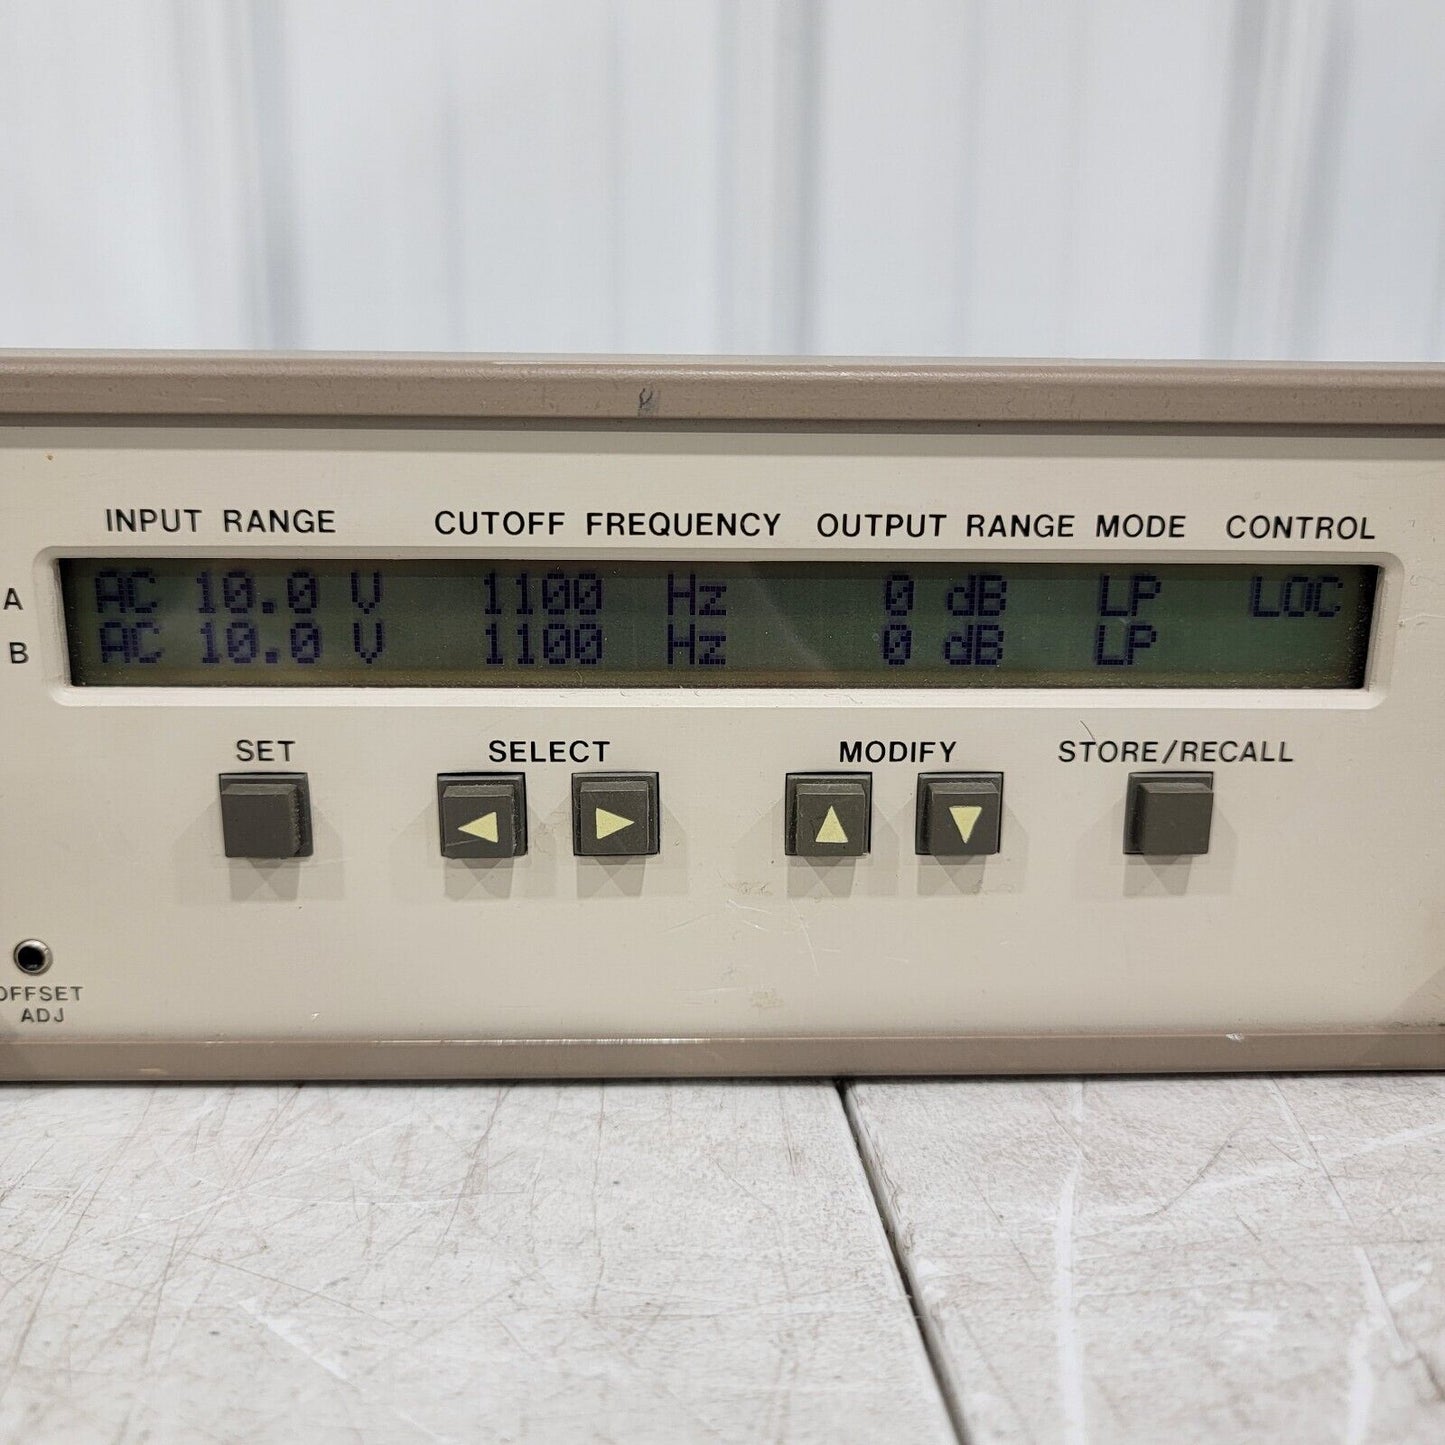 INPUT RANGE CUTOFF FREQUENCY OUTPUT RANGE MODE CONTROL
A AC 10.0 V 1100 Hz 0 dB LP LOC
B AC 10.0 V 1100 Hz 0 dB LP
SET SELECT MODIFY STORE/RECALL
OFFSET
ADJ